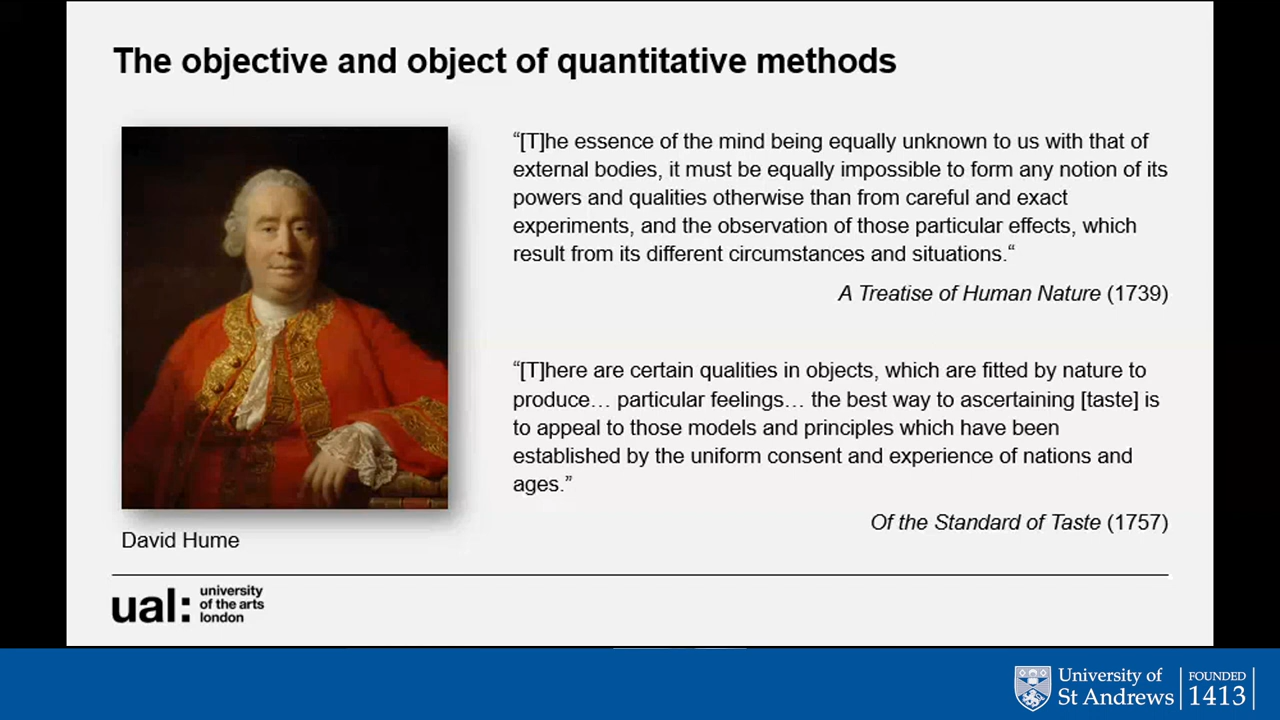 The objective and object of quantitative methods
“[T]he essence of the mind being equally unknown to us with that of
external bodies, it must be equally impossible to form any notion of its
powers and qualities otherwise than from careful and exact
experiments, and the observation of those particular effects, which
result from its different circumstances and situations.“
A Treatise of Human Nature (1739)
“[T]here are certain qualities in objects, which are fitted by nature to
produce… particular feelings… the best way to ascertaining [taste] is
to appeal to those models and principles which have been
established by the uniform consent and experience of nations and
ages.”
Of the Standard of Taste (1757)
David Hume
ual:
university
of the arts
london
University of
St Andrews
FOUNDED
1413